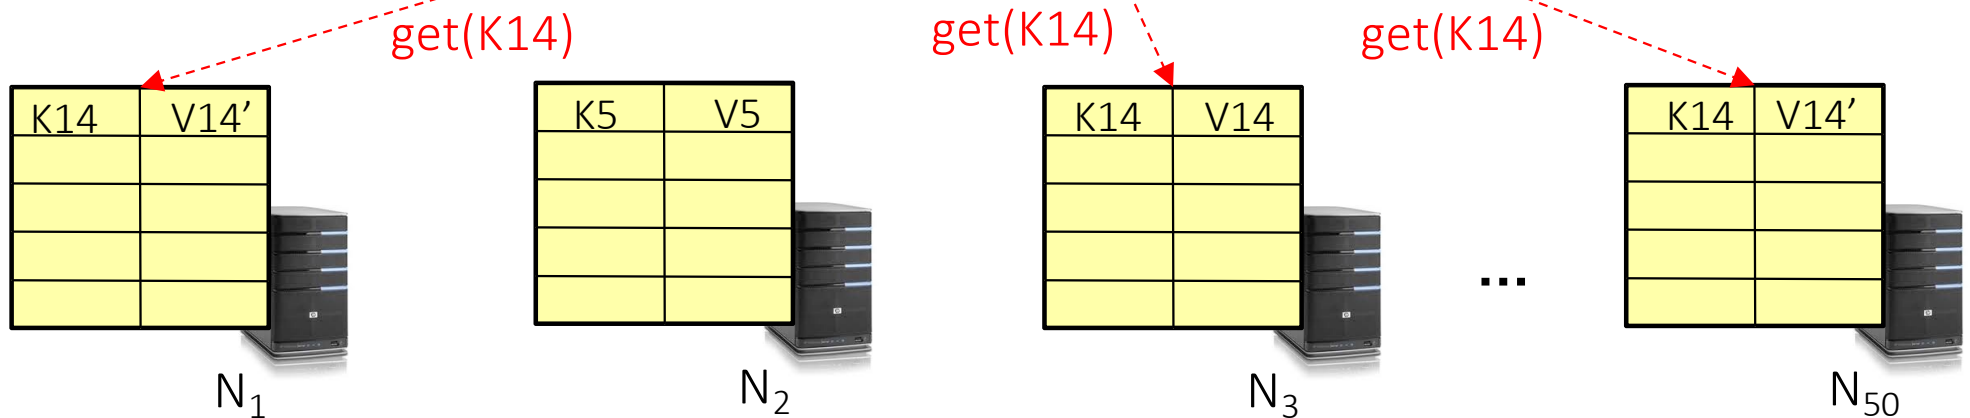 get(K14)
get(K14)
get(K14)
K14 V14’
K5 V5
K14 V14
K14 V14’
...
N1
N2
N3
N50